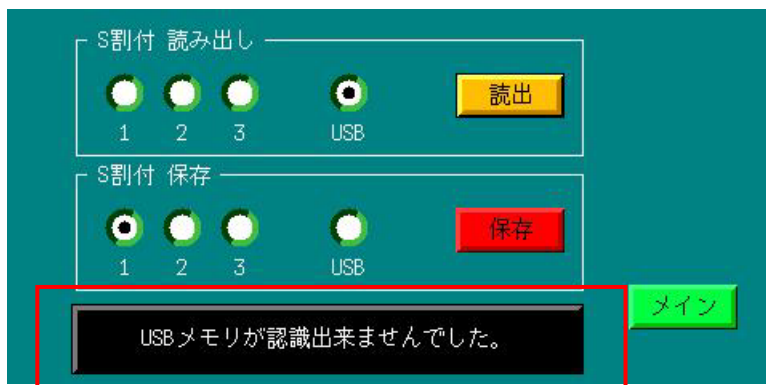 S割付 読み出し
1 2 3 USB
読出
S割付 保存
1 2 3 USB
保存
メイン
USBメモリが認識出来ませんでした。